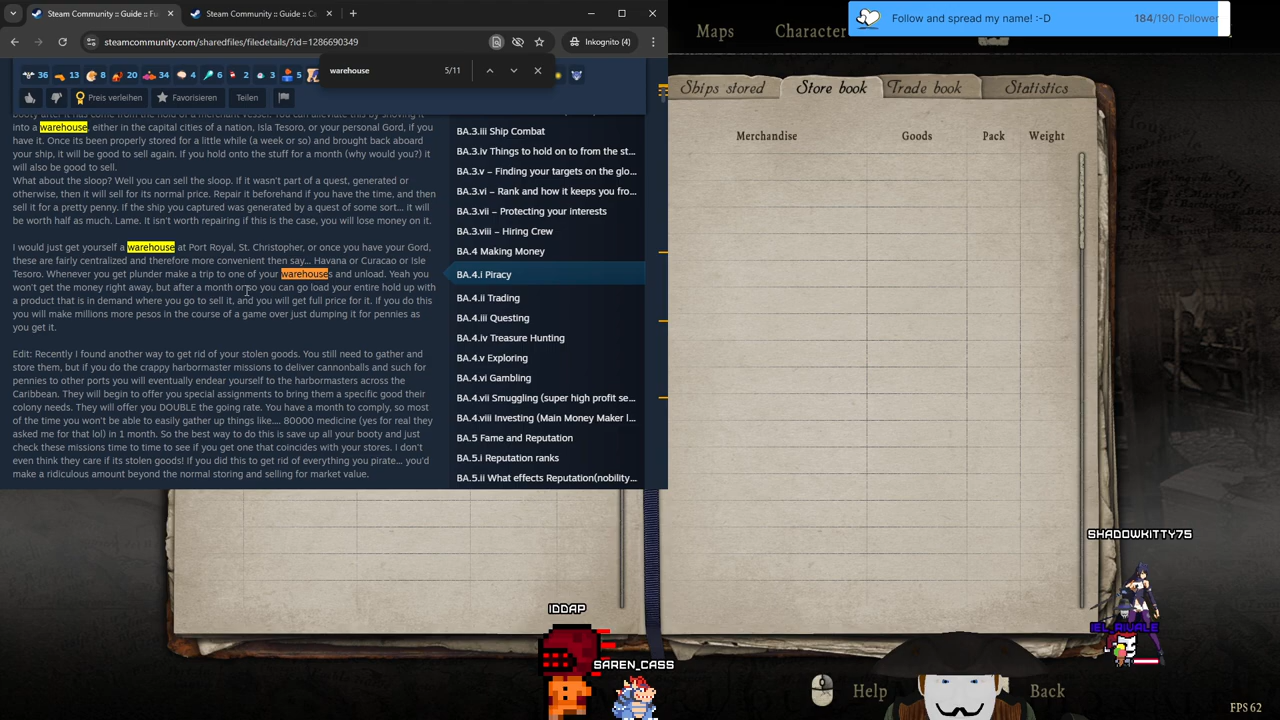 Steam Community :: Guide :: Fu
Steam Community :: Guide :: Ca
steamcommunity.com/sharedfiles/filedetails/?id=1286690349
Inkognito (4)
36 13 8 20 34 4 6 2 3 5
warehouse 5/11
Preis verleihen Favorisieren Teilen
into a warehouse, either in the capital cities of a nation, Isla Tesoro, or your personal Gord, if you
have it. Once its been properly stored for a little while (a week or so) and brought back aboard
your ship, it will be good to sell again. If you hold onto the stuff for a month (why would you?) it
will also be good to sell.
What about the sloop? Well you can sell the sloop. If it wasn't part of a quest, generated or
otherwise, then it will sell for its normal price. Repair it beforehand if you have the time, and then
sell it for a pretty penny. If the ship you captured was generated by a quest of some sort... it will
be worth half as much. Lame. It isn't worth repairing if this is the case, you will lose money on it.
I would just get yourself a warehouse at Port Royal, St. Christopher, or once you have your Gord,
these are fairly centralized and therefore more convenient then say... Havana or Curacao or Isle
Tesoro. Whenever you get plunder make a trip to one of your warehouses and unload. Yeah you
won't get the money right away, but after a month or so you can go load your entire hold up with
a product that is in demand where you go to sell it, and you will get full price for it. If you do this
you will make millions more pesos in the course of a game over just dumping it for pennies as
you get it.
Edit: Recently I found another way to get rid of your stolen goods. You still need to gather and
store them, but if you do the crappy harbormaster missions to deliver cannonballs and such for
pennies to other ports you will eventually endear yourself to the harbormasters across the
Caribbean. They will begin to offer you special assignments to bring them a specific good their
colony needs. They will offer you DOUBLE the going rate. You have a month to comply, so most
of the time you won't be able to easily gather up things like.... 80000 medicine (yes for real they
asked me for that lol) in 1 month. So the best way to do this is save up all your booty and just
check these missions time to time to see if you get one that coincides with your stores. I don't
even think they care if its stolen goods! If you did this to get rid of everything you pirate... you'd
make a ridiculous amount beyond the normal storing and selling for market value.
BA.3.iii Ship Combat
BA.3.iv Things to hold on to from the st...
BA.3.v – Finding your targets on the glo...
BA.3.vi – Rank and how it keeps you fro...
BA.3.vii – Protecting your interests
BA.3.viii – Hiring Crew
BA.4 Making Money
BA.4.i Piracy
BA.4.ii Trading
BA.4.iii Questing
BA.4.iv Treasure Hunting
BA.4.v Exploring
BA.4.vi Gambling
BA.4.vii Smuggling (super high profit se...
BA.4.viii Investing (Main Money Maker l...
BA.5 Fame and Reputation
BA.5.i Reputation ranks
BA.5.ii What effects Reputation(nobility...
Maps Character
Follow and spread my name! :-D 184/190 Follower
Ships stored Store book Trade book Statistics
Merchandise Goods Pack Weight
SHADOWKITTY75
IDDAP
SAREN_CASS
Help Back
FPS 62